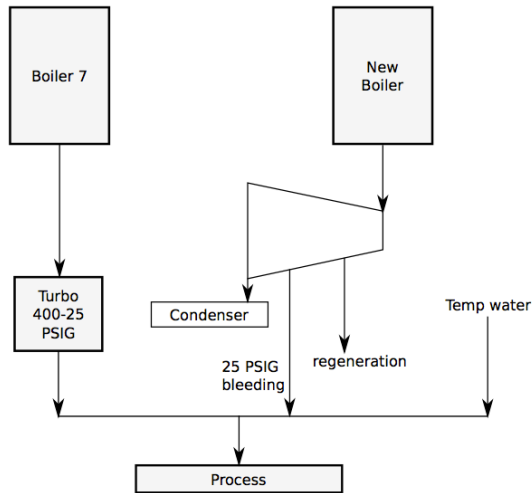 Boiler 7
New
Boiler
Turbo
400-25
PSIG
Condenser
Temp water
25 PSIG
bleeding
regeneration
Process